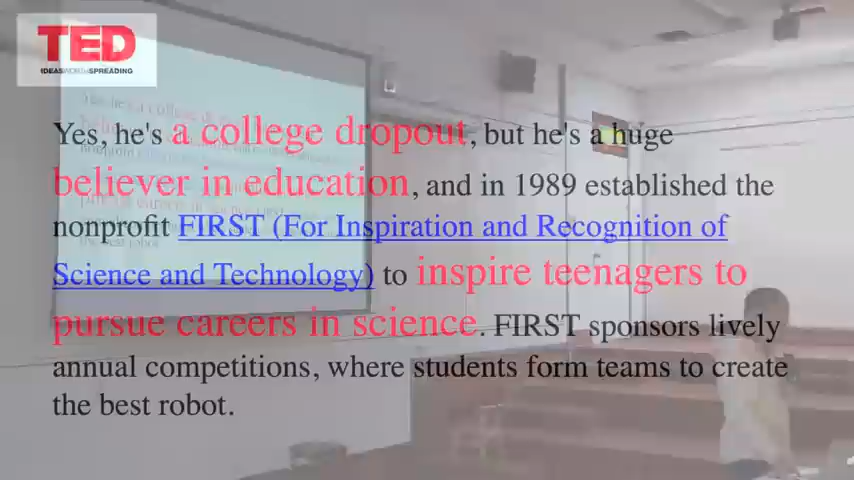 TED
IDEAS WORTH SPREADING
Yes, he's a college dropout, but he's a huge
believer in education, and in 1989 established the
nonprofit FIRST (For Inspiration and Recognition of
Science and Technology) to inspire teenagers to
pursue careers in science. FIRST sponsors lively
annual competitions, where students form teams to create
the best robot.